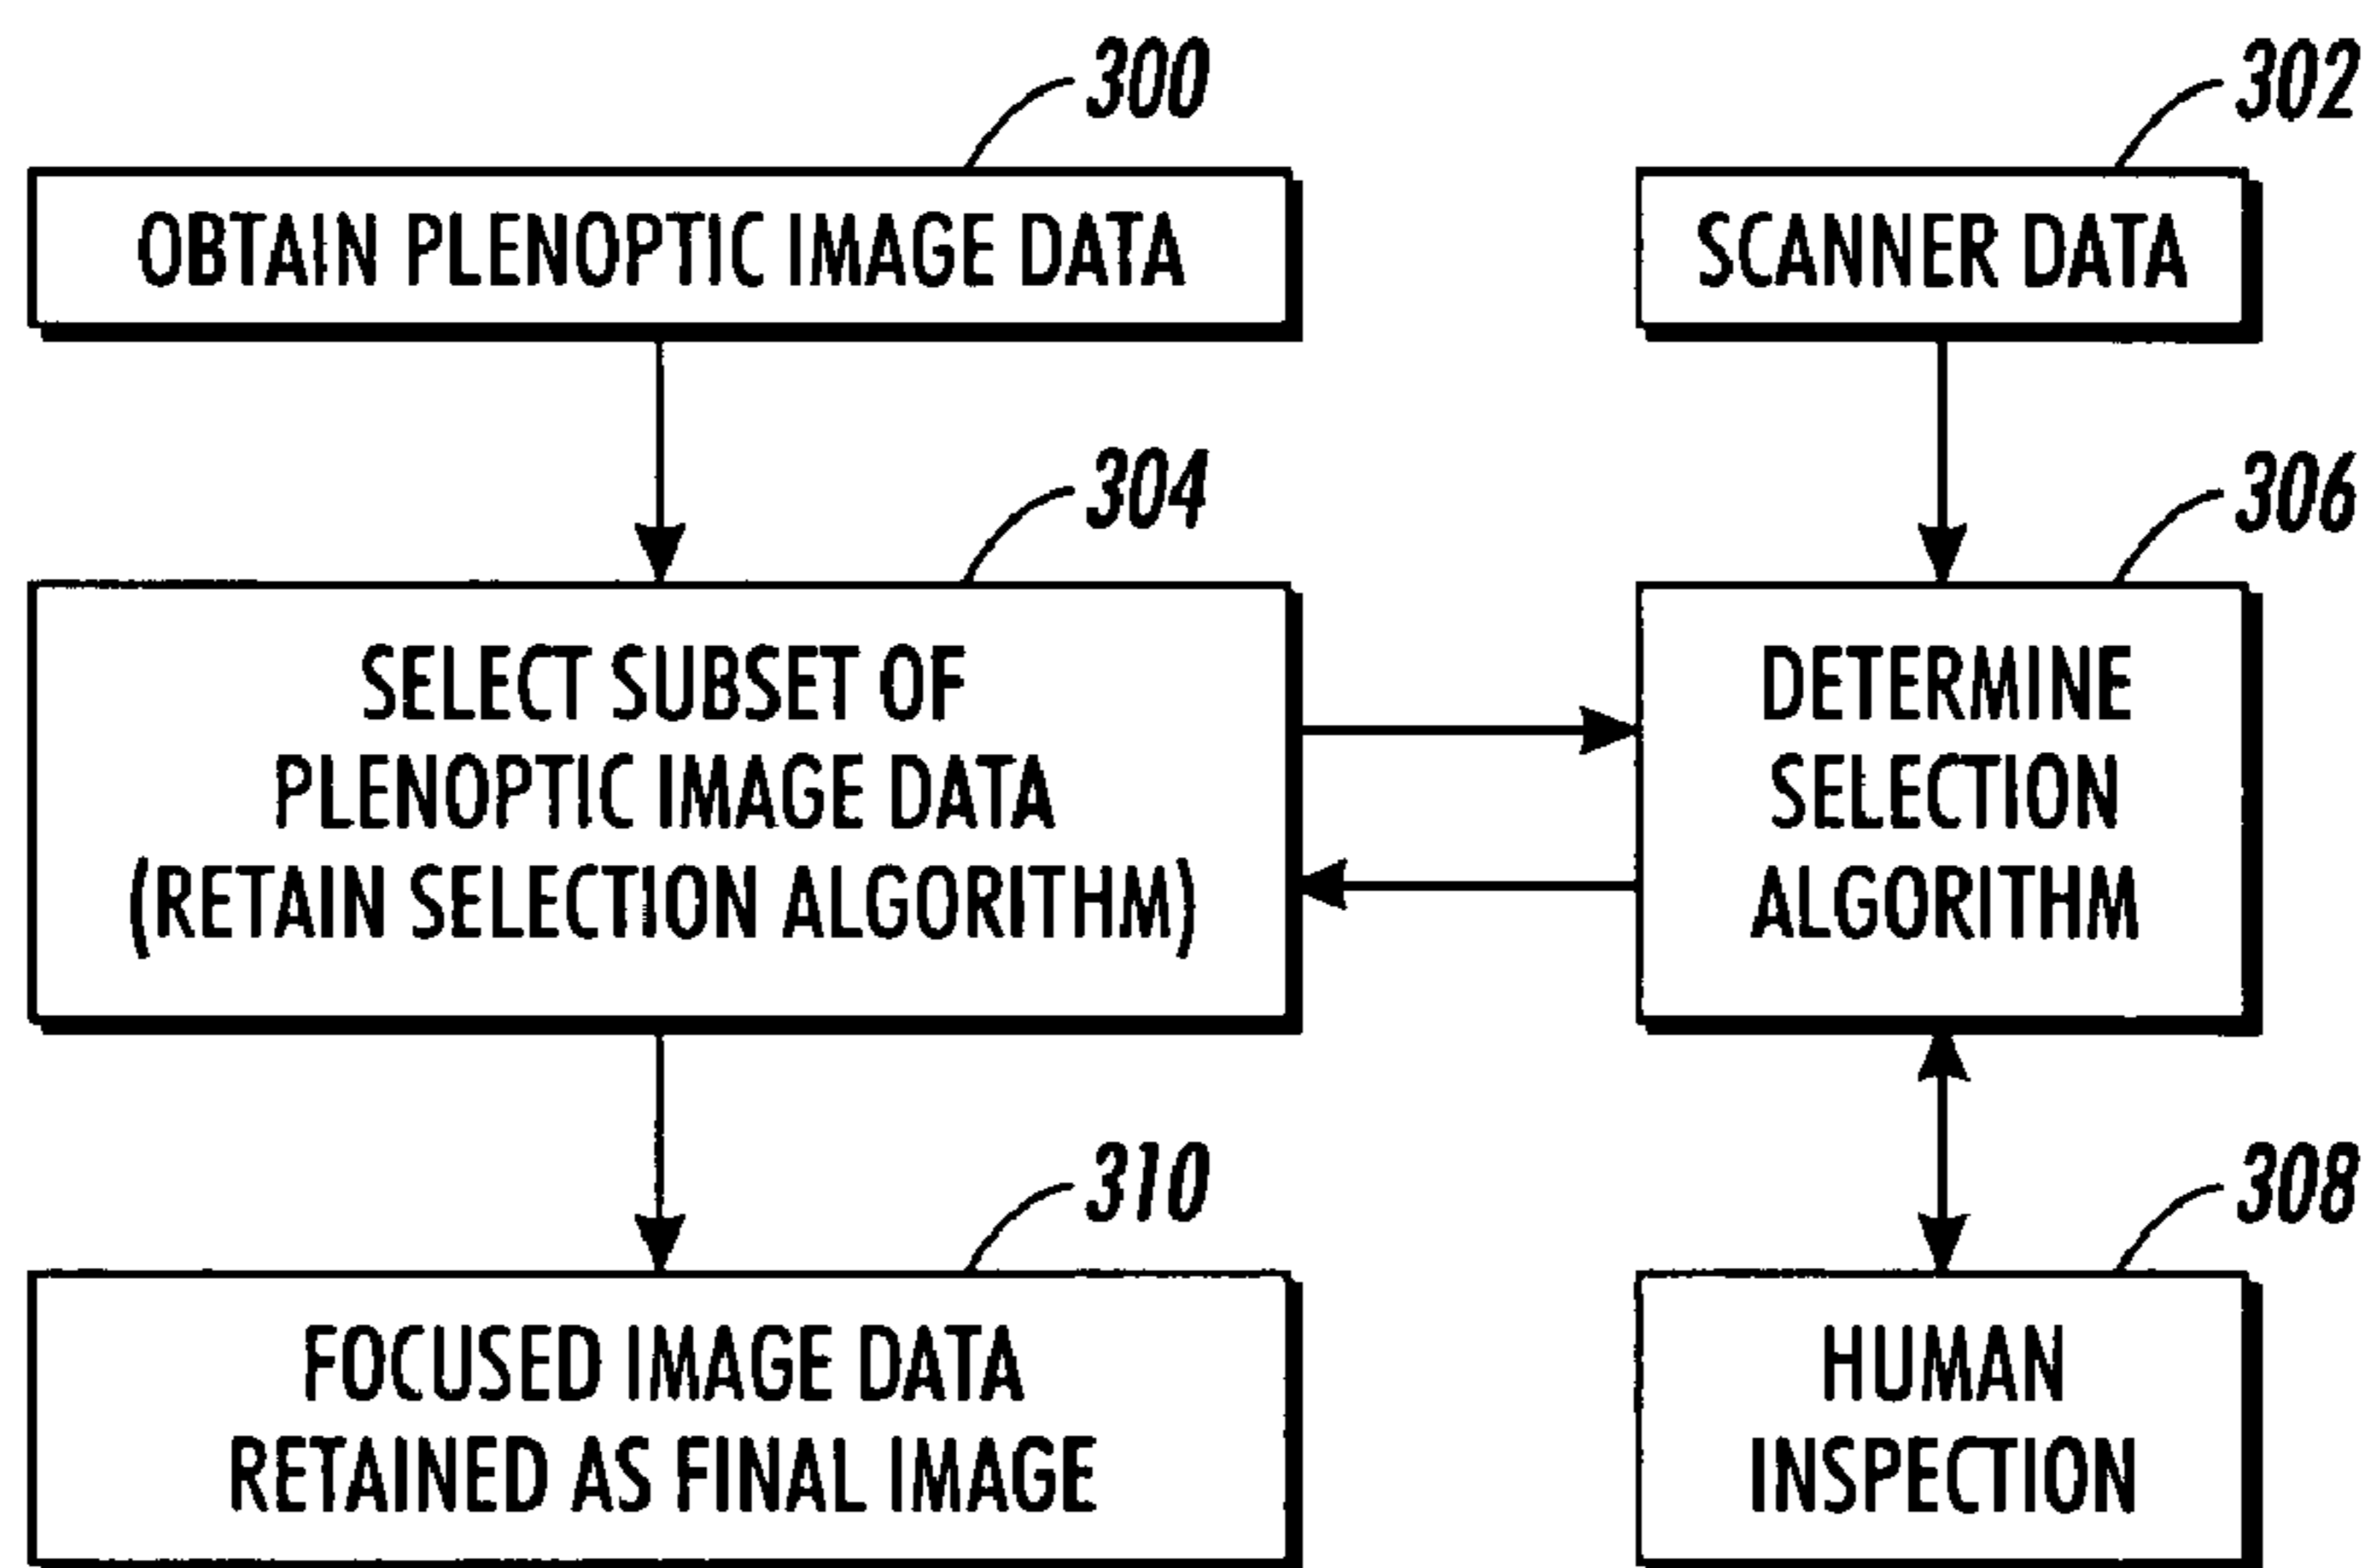 300
OBTAIN PLENOPTIC IMAGE DATA
302
SCANNER DATA
304
SELECT SUBSET OF
PLENOPTIC IMAGE DATA
(RETAIN SELECTION ALGORITHM)
306
DETERMINE
SELECTION
ALGORITHM
310
FOCUSED IMAGE DATA
RETAINED AS FINAL IMAGE
308
HUMAN
INSPECTION